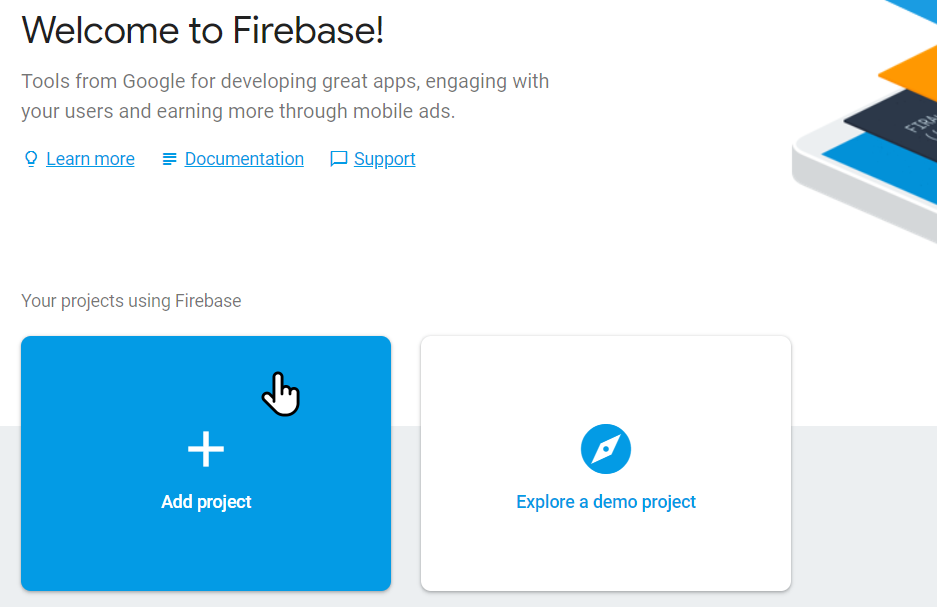 Welcome to Firebase!
Tools from Google for developing great apps, engaging with
your users and earning more through mobile ads.
Learn more Documentation Support
Your projects using Firebase
Add project
Explore a demo project